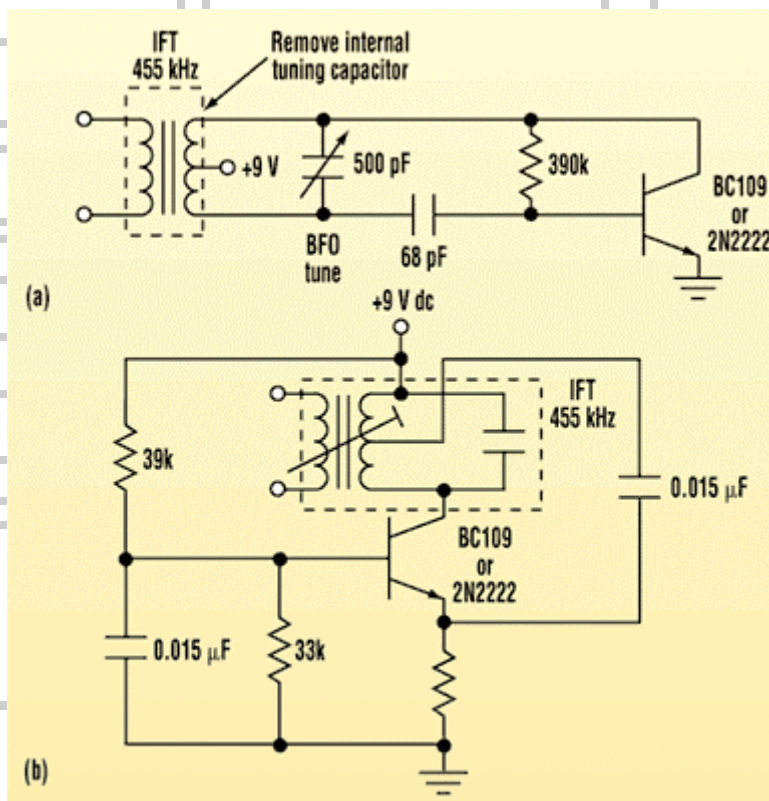 IFT
455 kHz
Remove internal
tuning capacitor
+9 V
500 pF
390k
BC109
or
2N2222
BFO
tune
68 pF
(a)
+9 V dc
IFT
455 kHz
39k
0.015 μF
BC109
or
2N2222
0.015 μF
33k
(b)